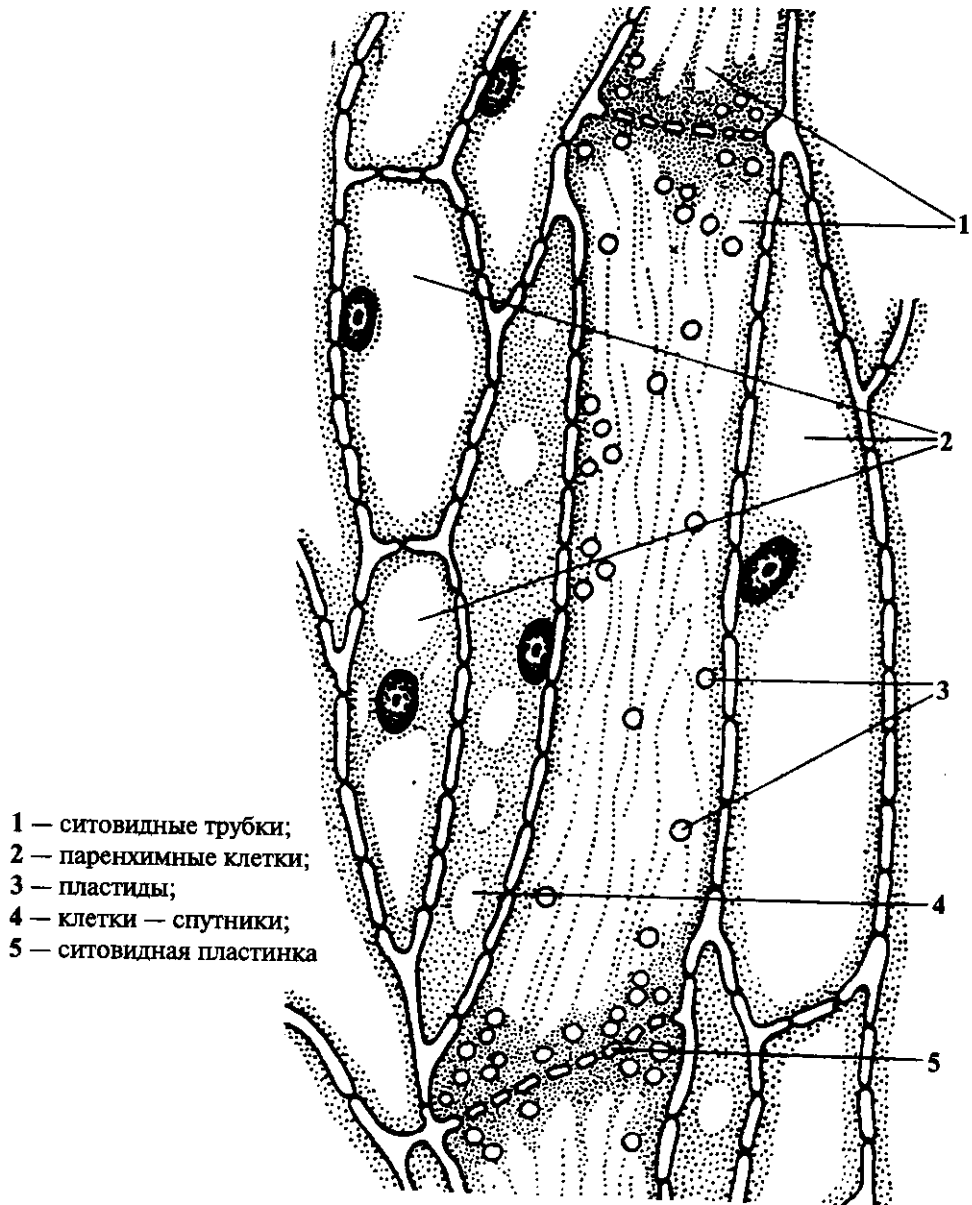 1
2
3
1 — ситовидные трубки;
2 — паренхимные клетки;
3 — пластиды;
4 — клетки — спутники;
5 — ситовидная пластинка
4
5